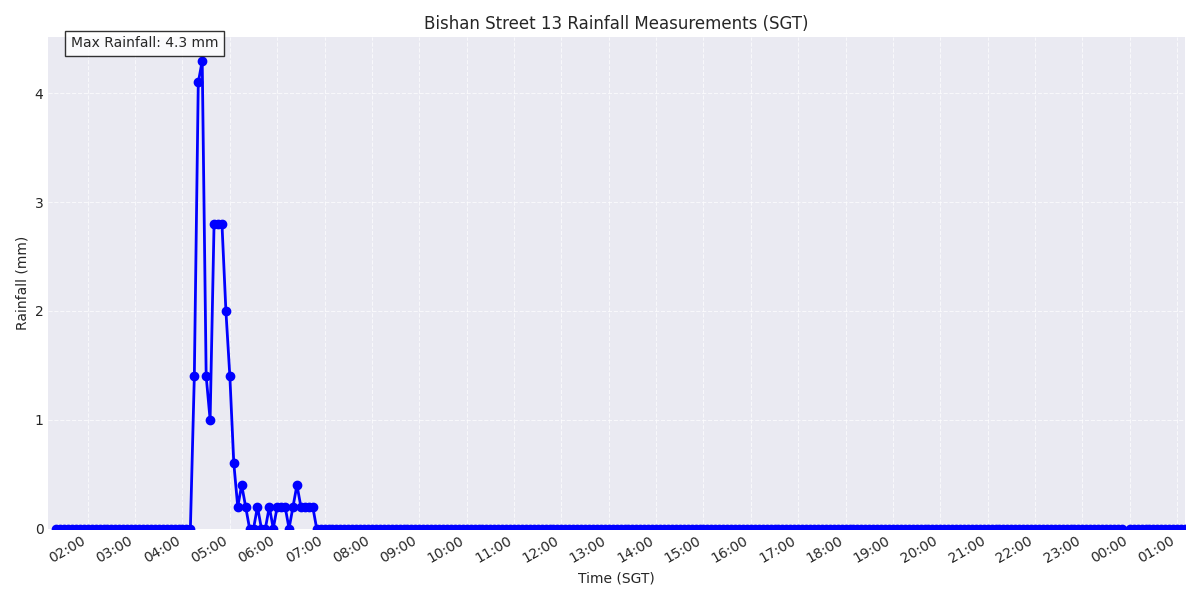 Bishan Street 13 Rainfall Measurements (SGT)
Max Rainfall: 4.3 mm
Rainfall (mm)
4
3
2
1
0
02:00 03:00 04:00 05:00 06:00 07:00 08:00 09:00 10:00 11:00 12:00 13:00 14:00 15:00 16:00 17:00 18:00 19:00 20:00 21:00 22:00 23:00 00:00 01:00
Time (SGT)